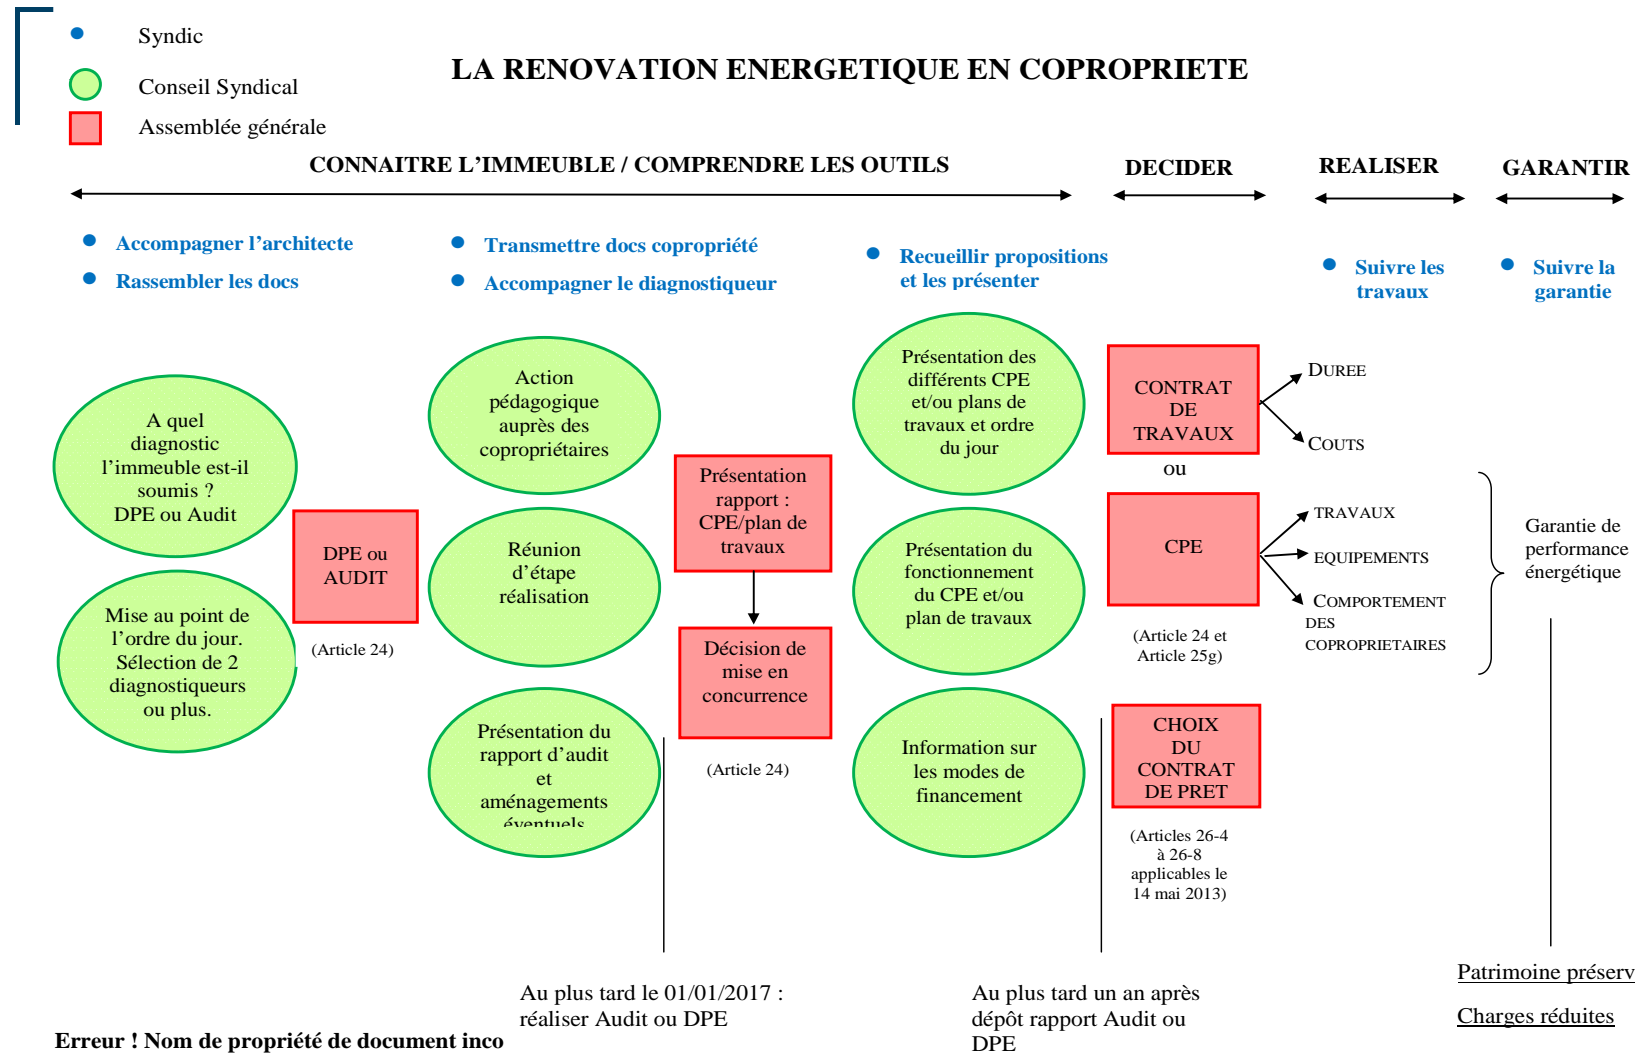 Syndic
Conseil Syndical
Assemblée générale
LA RENOVATION ENERGETIQUE EN COPROPRIETE
CONNAITRE L’IMMEUBLE / COMPRENDRE LES OUTILS
DECIDER
REALISER
GARANTIR
Accompagner l’architecte
Rassembler les docs
Transmettre docs copropriété
Accompagner le diagnostiqueur
Recueillir propositions
et les présenter
Suivre les
travaux
Suivre la
garantie
A quel
diagnostic
l’immeuble est-il
soumis ?
DPE ou Audit
Mise au point de
l’ordre du jour.
Sélection de 2
diagnostiqueurs
ou plus.
DPE ou
AUDIT
(Article 24)
Action
pédagogique
auprès des
copropriétaires
Réunion
d’étape
réalisation
Présentation du
rapport d’audit
et
aménagements
éventuels
Présentation
rapport :
CPE/plan de
travaux
Décision de
mise en
concurrence
(Article 24)
Présentation des
différents CPE
et/ou plans de
travaux et ordre
du jour
Présentation du
fonctionnement
du CPE et/ou
plan de travaux
Information sur
les modes de
financement
CONTRAT
DE
TRAVAUX
ou
CPE
(Article 24 et
Article 25g)
CHOIX
DU
CONTRAT
DE PRET
(Articles 26-4
à 26-8
applicables le
14 mai 2013)
DUREE
COUTS
TRAVAUX
EQUIPEMENTS
COMPORTEMENT
DES
COPROPRIETAIRES
Garantie de
performance
énergétique
Au plus tard le 01/01/2017 :
réaliser Audit ou DPE
Au plus tard un an après
dépôt rapport Audit ou
DPE
Patrimoine préserv
Charges réduites
Erreur ! Nom de propriété de document inco